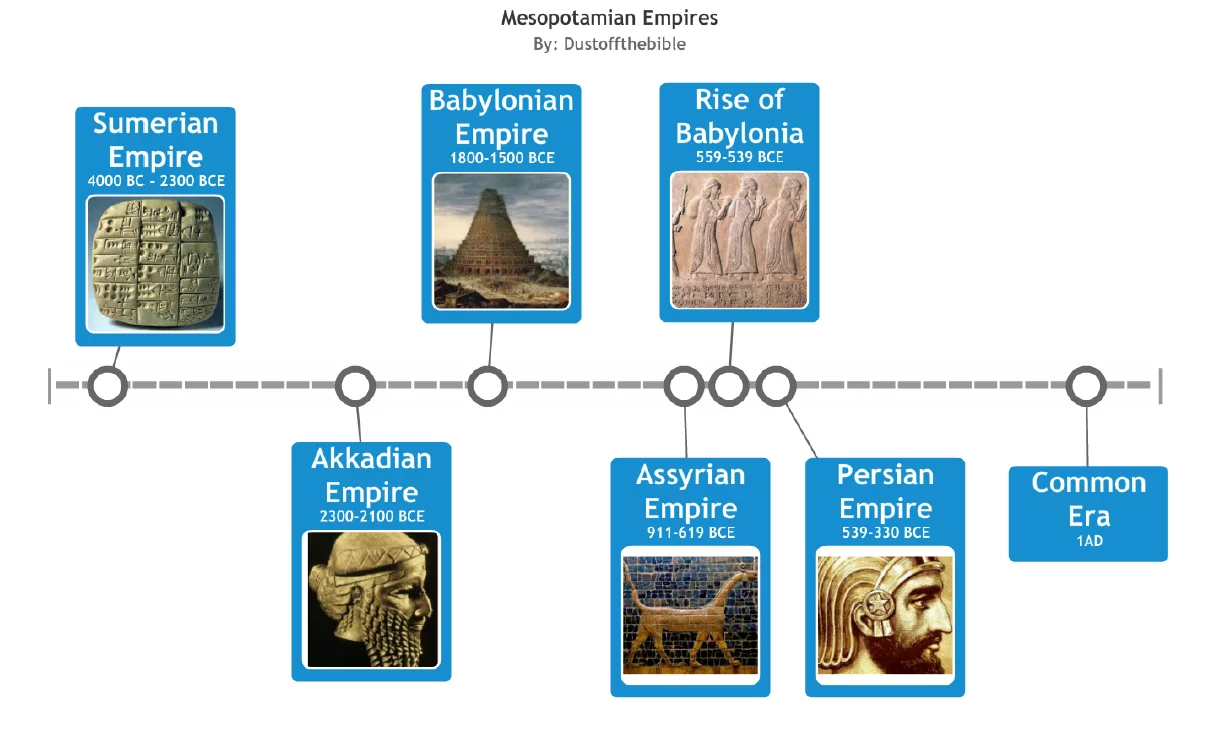 Mesopotamian Empires
By: Dustoffthebible
Sumerian
Empire
4000 BC - 2300 BCE
Babylonian
Empire
1800-1500 BCE
Rise of
Babylonia
559-539 BCE
Akkadian
Empire
2300-2100 BCE
Assyrian
Empire
911-619 BCE
Persian
Empire
539-330 BCE
Common
Era
1AD